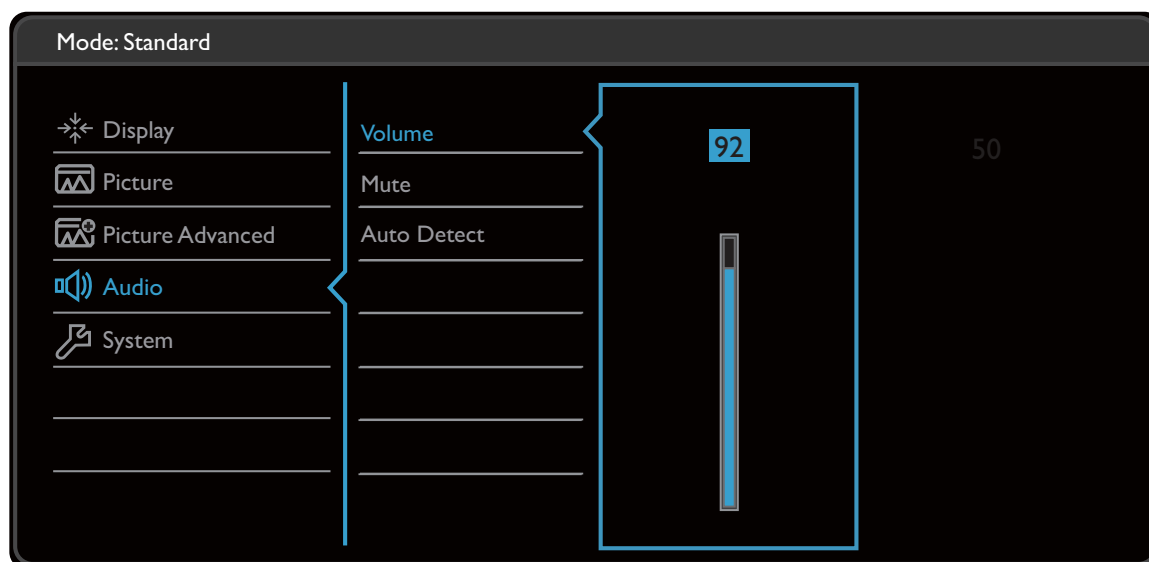 Mode: Standard
Display
Picture
Picture Advanced
Audio
System
Volume
Mute
Auto Detect
92
50